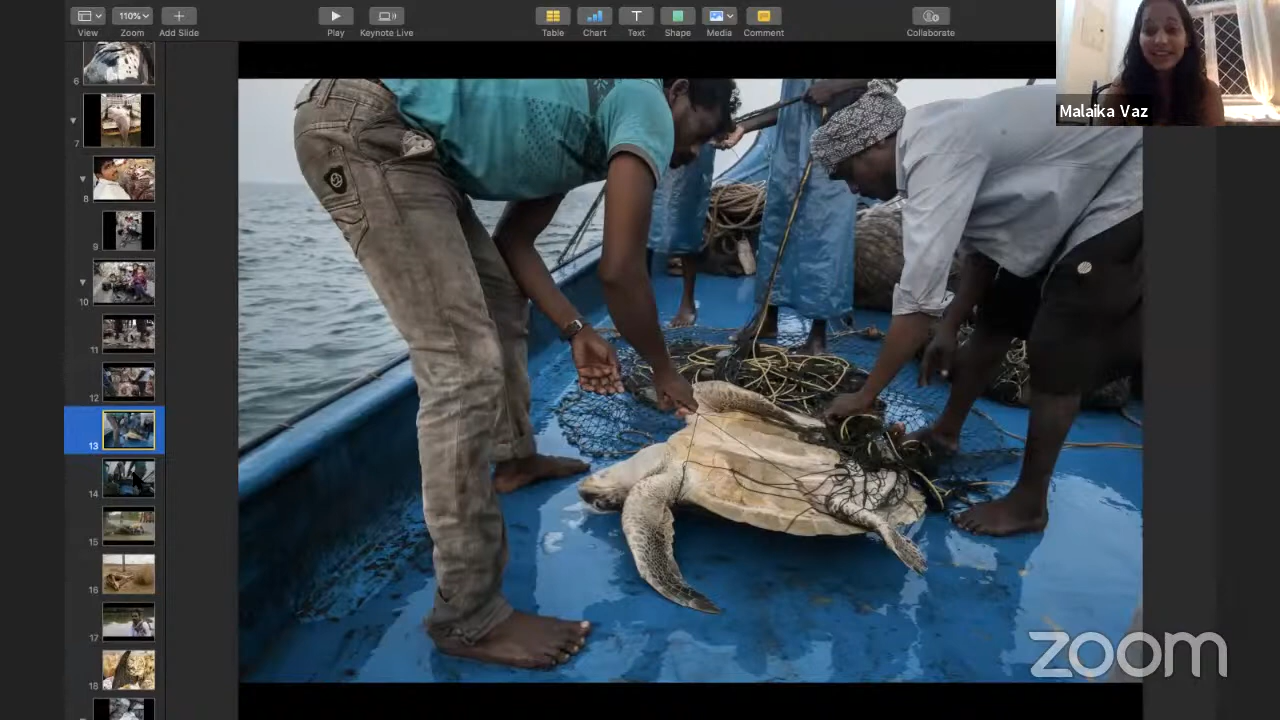 110%
View
Zoom
Add Slide
Play
Keynote Live
Table
Chart
Text
Shape
Media
Comment
Collaborate
Malaika Vaz
6
7
8
9
10
11
12
13
14
15
16
17
18
zoom